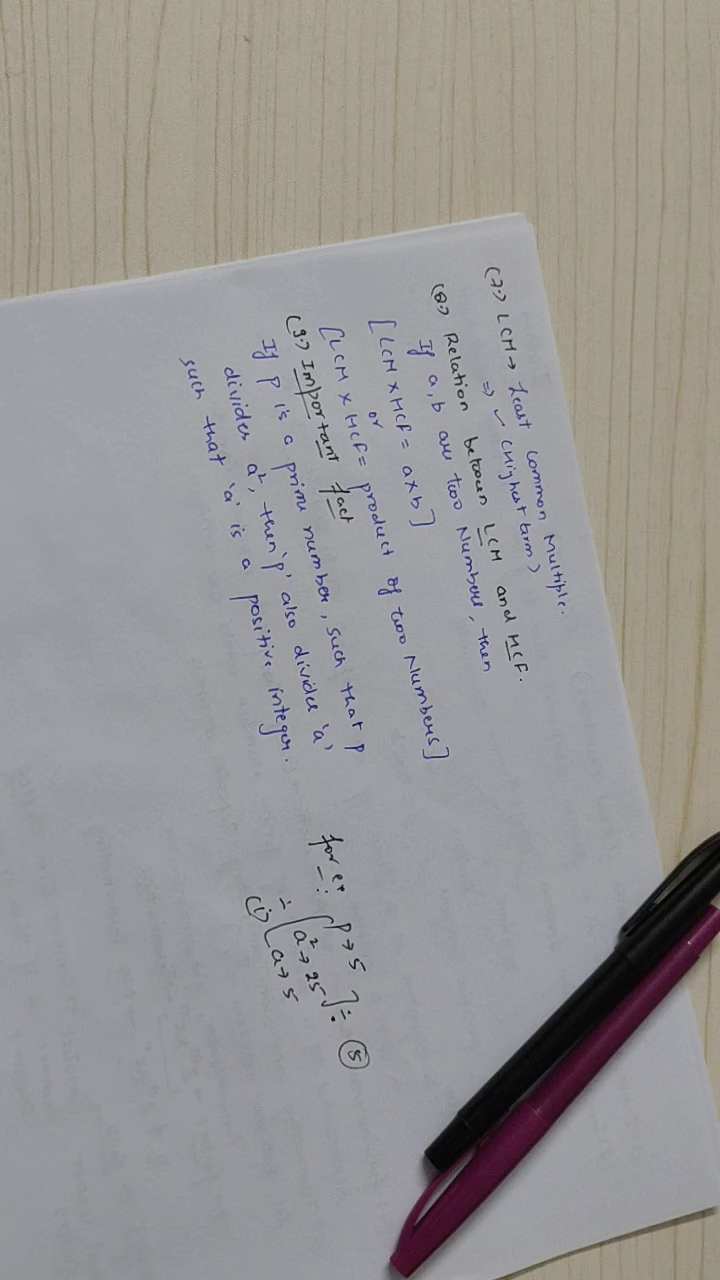 (7.) LCM → Least Common Multiple.
⇒ ✓ (Highest term)
(8.) Relation between LCM and HCF.
If a, b are two Numbers, then
[LCM × HCF = a×b]
or
[LCM × HCF = product of two Numbers]
(9.) Important fact
If P is a prime number, such that P
divides a², then 'p' also divides 'a'
such that 'a' is a positive integer.
for ex :
p → 5
a² → 25 ] = (5)
(i) a → 5